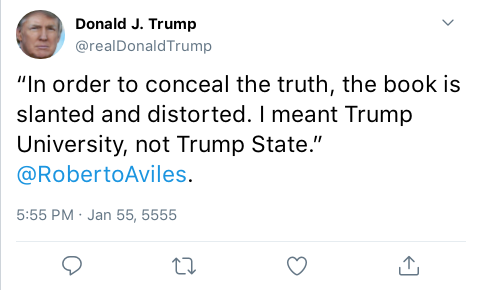 Donald J. Trump
@realDonaldTrump
“In order to conceal the truth, the book is
slanted and distorted. I meant Trump
University, not Trump State.”
@RobertoAviles.
5:55 PM · Jan 55, 5555